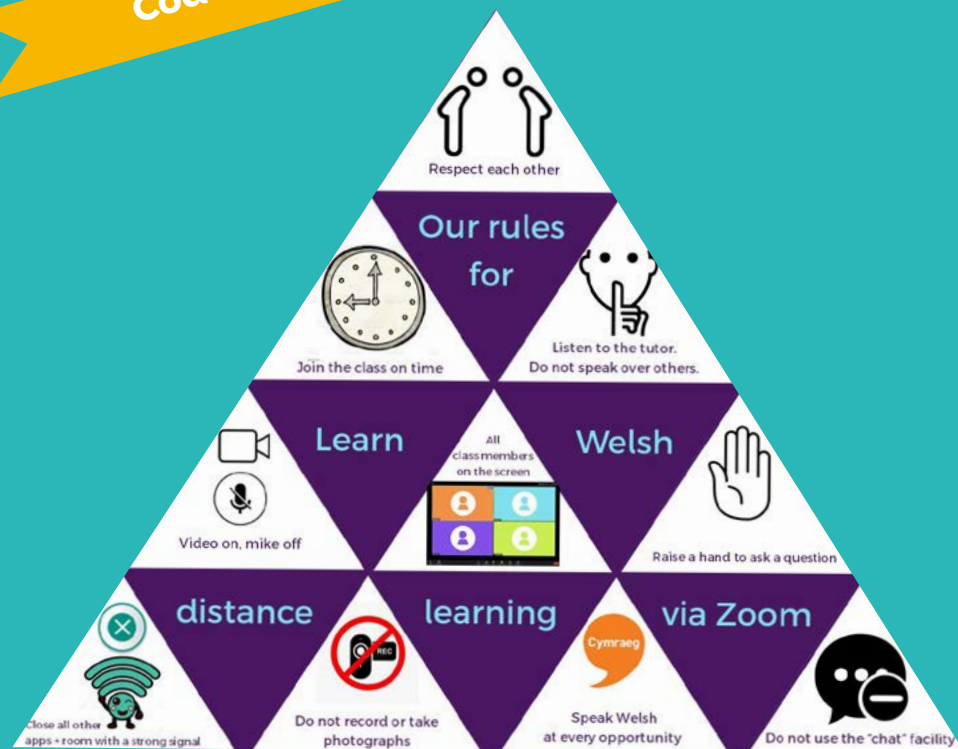 Respect each other
Our rules
for
Join the class on time
Listen to the tutor.
Do not speak over others.
Learn
All
class members
on the screen
Welsh
Video on, mike off
Raise a hand to ask a question
distance
learning
via Zoom
REC
Cymraeg
Close all other
apps + room with a strong signal
Do not record or take
photographs
Speak Welsh
at every opportunity
Do not use the "chat" facility